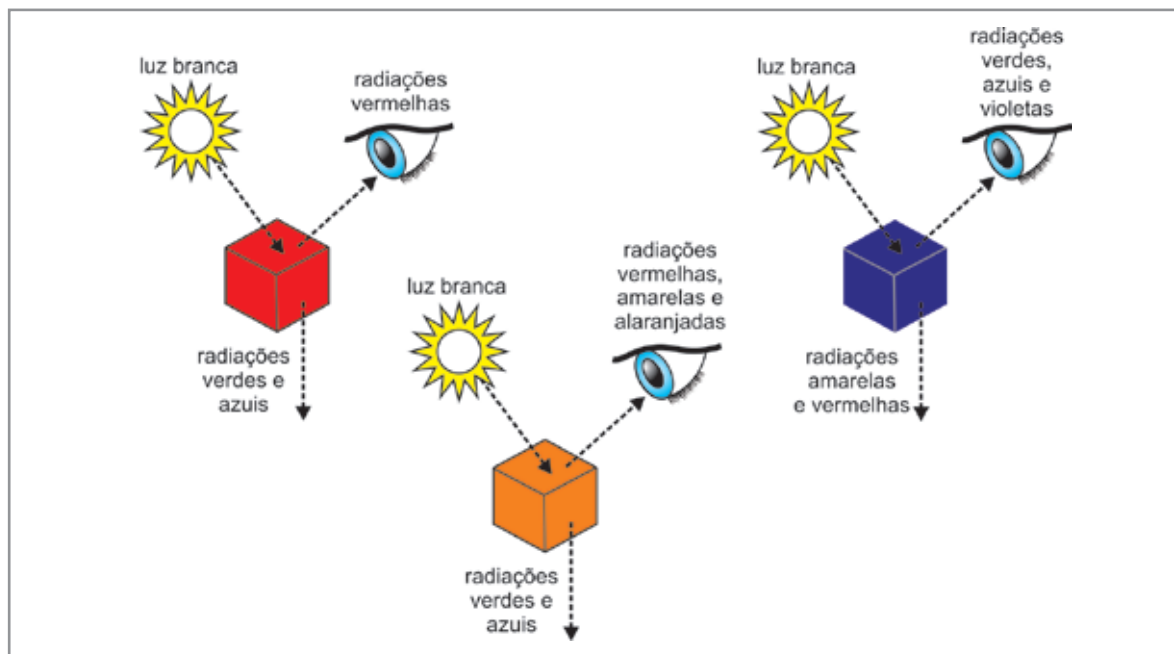 luz branca
radiações
vermelhas
radiações
verdes e
azuis
luz branca
radiações
vermelhas,
amarelas e
alaranjadas
radiações
verdes e
azuis
luz branca
radiações
verdes,
azuis e
violetas
radiações
amarelas
e vermelhas